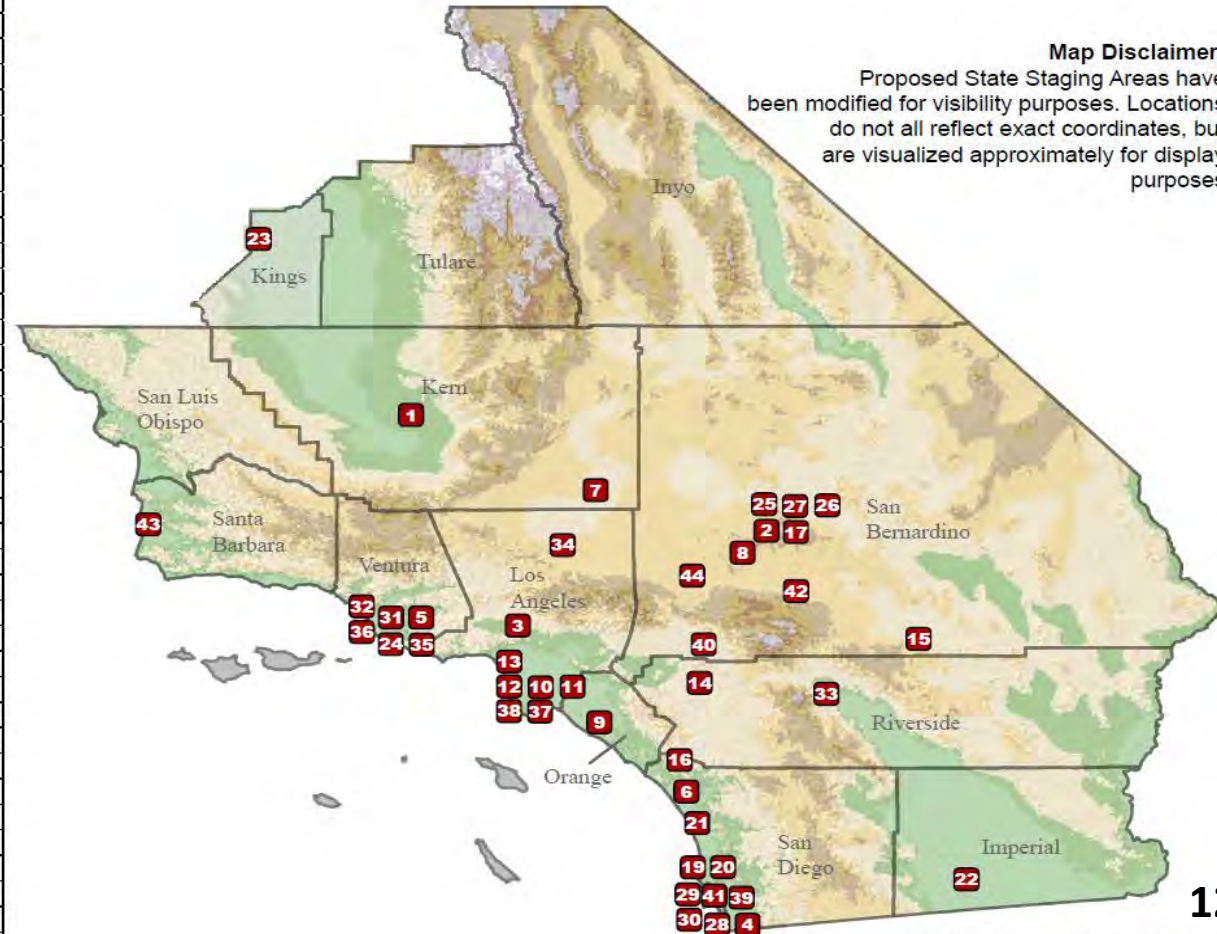 Map Disclaimer
Proposed State Staging Areas have
been modified for visibility purposes. Locations
do not all reflect exact coordinates, bu
are visualized approximately for display
purposes
Inyo
23
Kings
Tulare
San Luis
Obispo
Kern
1
7
25 27 26
San
Bernardino
43
Santa
Barbara
2 17
8
34
Ventura
Los
Angeles
44
42
32
31 5
3
36
24 35
40
15
13
14
33
12 10 11
38 37
9
Riverside
16
Orange
6
21
San
Diego
Imperial
19 20
22
29 41 39
30 28 4
12